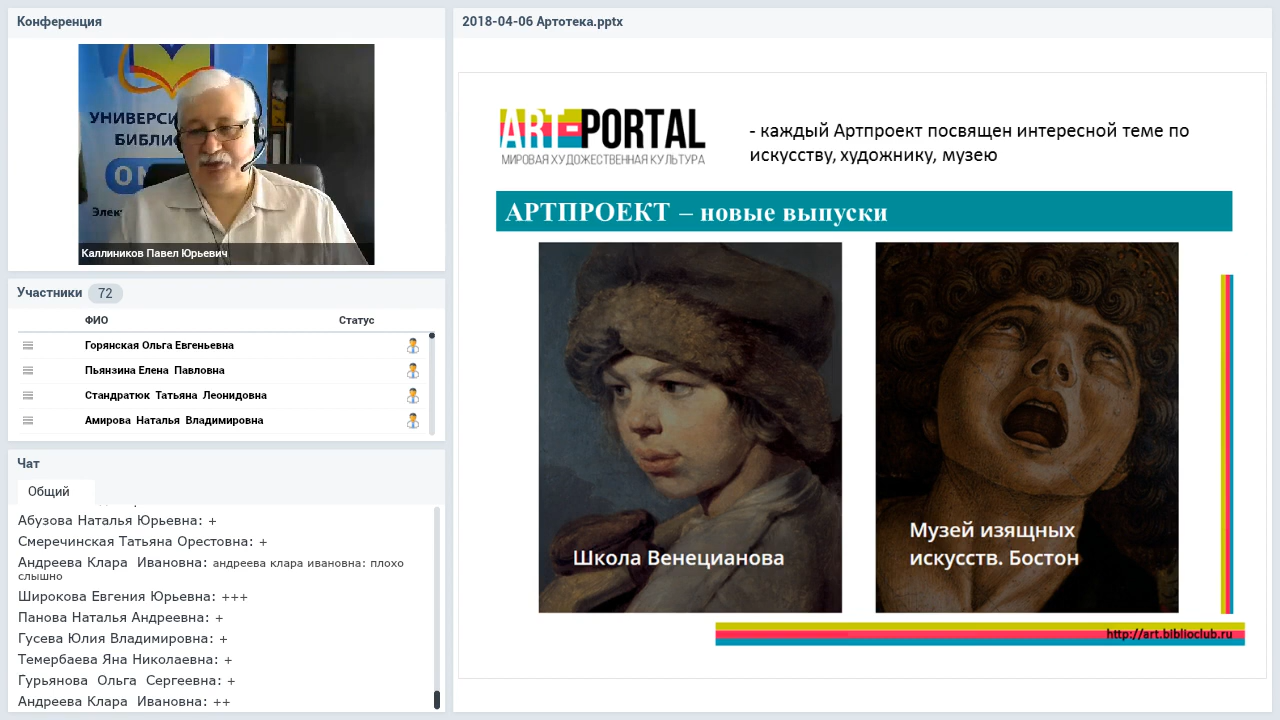 Конференция
УНИВЕРСИ
БИБЛИ
Элек
Каллиников Павел Юрьевич
Участники 72
ФИО Статус
Горянская Ольга Евгеньевна
Пьянзина Елена Павловна
Стандратюк Татьяна Леонидовна
Амирова Наталья Владимировна
Чат
Общий
Абузова Наталья Юрьевна: +
Смеречинская Татьяна Орестовна: +
Андреева Клара Ивановна: андреева клара ивановна: плохо
слышно
Широкова Евгения Юрьевна: +++
Панова Наталья Андреевна: +
Гусева Юлия Владимировна: +
Темербаева Яна Николаевна: +
Гурьянова Ольга Сергеевна: +
Андреева Клара Ивановна: ++
2018-04-06 Артотека.pptx
ART-PORTAL
МИРОВАЯ ХУДОЖЕСТВЕННАЯ КУЛЬТУРА
- каждый Артпроект посвящен интересной теме по
искусству, художнику, музею
АРТПРОЕКТ – новые выпуски
Школа Венецианова
Музей изящных
искусств. Бостон
http://art.biblioclub.ru